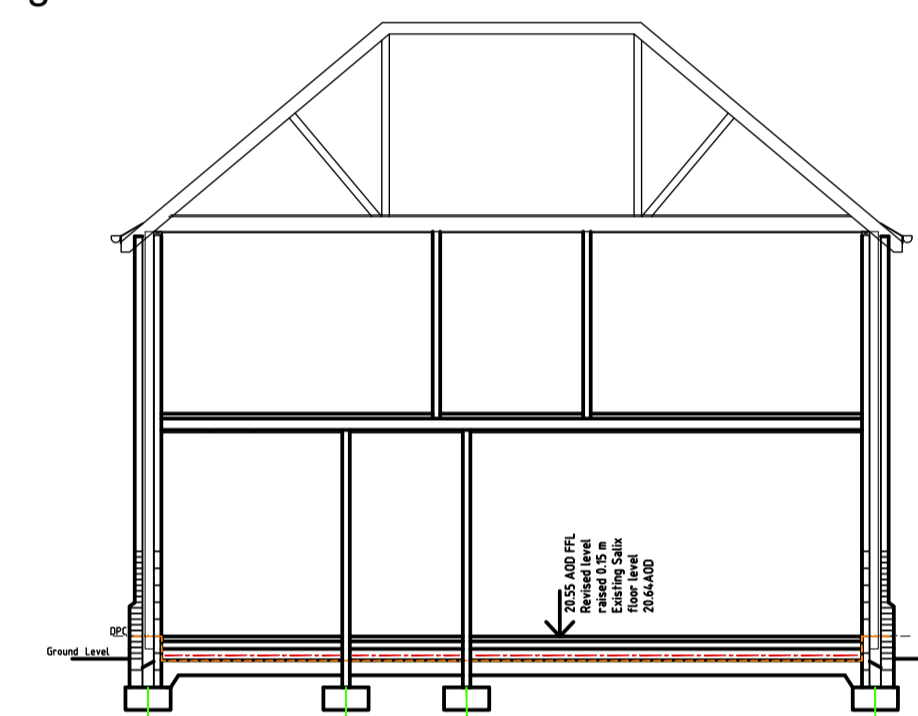 20.55 AOD FFL
Revised level
raised 0.15 m
Existing Salix
floor level
20.64AOD
DPC
Ground Level